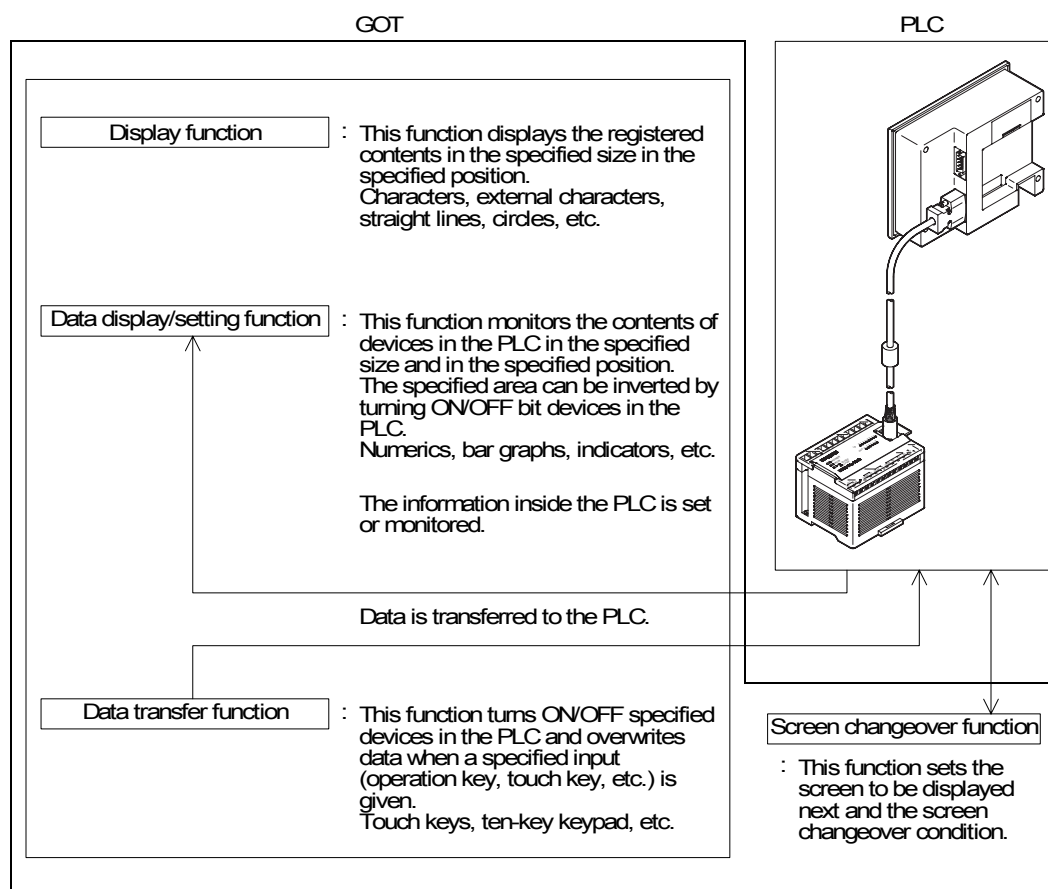 GOT
PLC
Display function
: This function displays the registered
contents in the specified size in the
specified position.
Characters, external characters,
straight lines, circles, etc.
Data display/setting function
: This function monitors the contents of
devices in the PLC in the specified
size and in the specified position.
The specified area can be inverted by
turning ON/OFF bit devices in the
PLC.
Numerics, bar graphs, indicators, etc.
The information inside the PLC is set
or monitored.
Data is transferred to the PLC.
Data transfer function
: This function turns ON/OFF specified
devices in the PLC and overwrites
data when a specified input
(operation key, touch key, etc.) is
given.
Touch keys, ten-key keypad, etc.
Screen changeover function
: This function sets the
screen to be displayed
next and the screen
changeover condition.